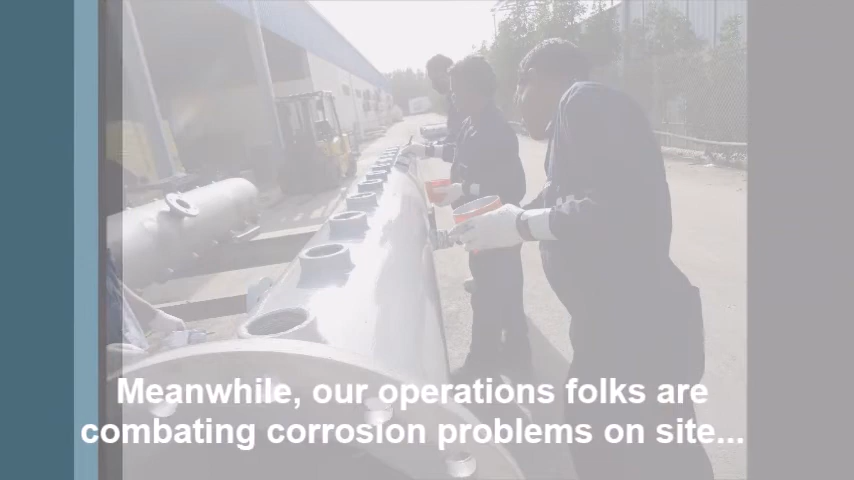 Meanwhile, our operations folks are
combating corrosion problems on site...